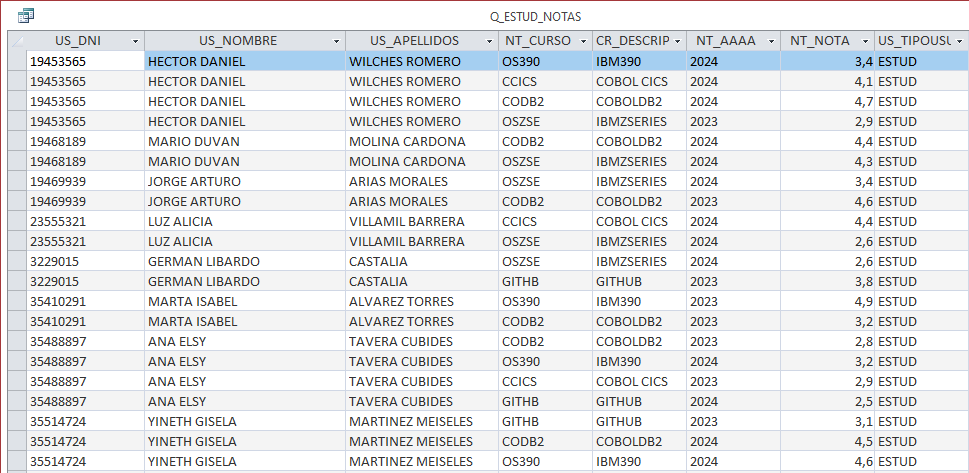 Q_ESTUD_NOTAS
US_DNI US_NOMBRE US_APELLIDOS NT_CURSO CR_DESCRIP NT_AAAA NT_NOTA US_TIPOUSU
19453565 HECTOR DANIEL WILCHES ROMERO OS390 IBM390 2024 3,4 ESTUD
19453565 HECTOR DANIEL WILCHES ROMERO CCICS COBOL CICS 2024 4,1 ESTUD
19453565 HECTOR DANIEL WILCHES ROMERO CODB2 COBOLDB2 2024 4,7 ESTUD
19453565 HECTOR DANIEL WILCHES ROMERO OSZSE IBMZSERIES 2023 2,9 ESTUD
19468189 MARIO DUVAN MOLINA CARDONA CODB2 COBOLDB2 2024 4,4 ESTUD
19468189 MARIO DUVAN MOLINA CARDONA OSZSE IBMZSERIES 2024 4,3 ESTUD
19469939 JORGE ARTURO ARIAS MORALES OSZSE IBMZSERIES 2024 3,4 ESTUD
19469939 JORGE ARTURO ARIAS MORALES CODB2 COBOLDB2 2023 4,6 ESTUD
23555321 LUZ ALICIA VILLAMIL BARRERA CCICS COBOL CICS 2024 4,4 ESTUD
23555321 LUZ ALICIA VILLAMIL BARRERA OSZSE IBMZSERIES 2024 2,6 ESTUD
3229015 GERMAN LIBARDO CASTALIA OSZSE IBMZSERIES 2024 2,6 ESTUD
3229015 GERMAN LIBARDO CASTALIA GITHB GITHUB 2023 3,8 ESTUD
35410291 MARTA ISABEL ALVAREZ TORRES OS390 IBM390 2023 4,9 ESTUD
35410291 MARTA ISABEL ALVAREZ TORRES CODB2 COBOLDB2 2023 3,2 ESTUD
35488897 ANA ELSY TAVERA CUBIDES CODB2 COBOLDB2 2023 2,8 ESTUD
35488897 ANA ELSY TAVERA CUBIDES OS390 IBM390 2024 3,2 ESTUD
35488897 ANA ELSY TAVERA CUBIDES CCICS COBOL CICS 2023 2,9 ESTUD
35488897 ANA ELSY TAVERA CUBIDES GITHB GITHUB 2024 2,5 ESTUD
35514724 YINETH GISELA MARTINEZ MEISELES GITHB GITHUB 2023 3,1 ESTUD
35514724 YINETH GISELA MARTINEZ MEISELES CODB2 COBOLDB2 2024 4,5 ESTUD
35514724 YINETH GISELA MARTINEZ MEISELES OS390 IBM390 2024 4,6 ESTUD